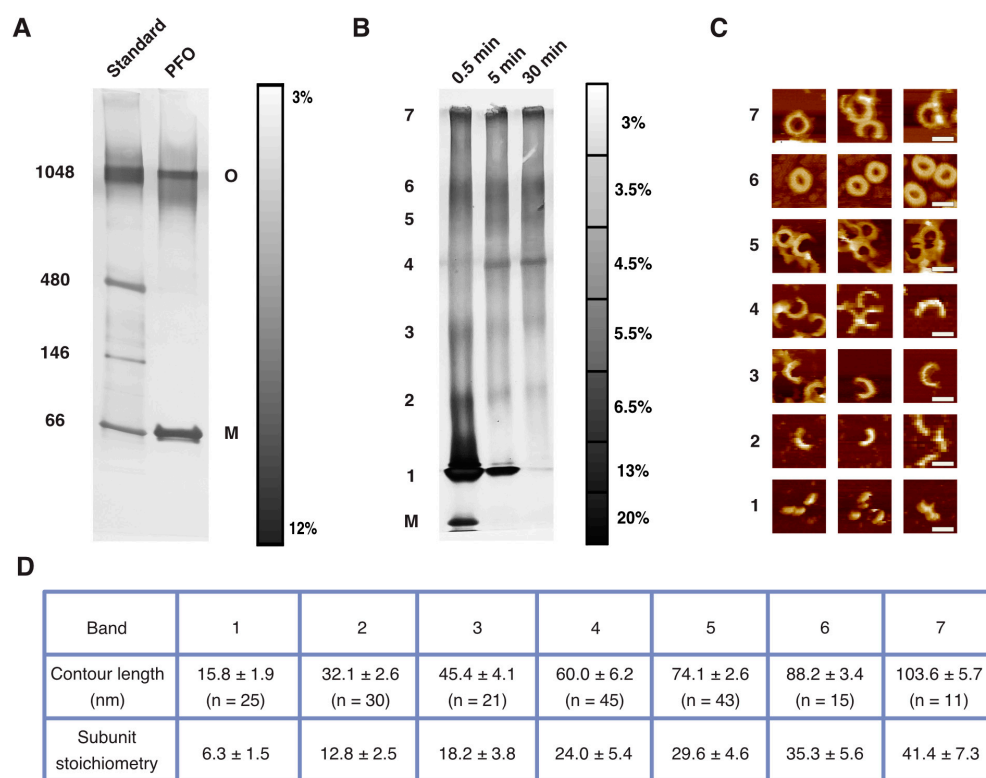 A
Standard
PFO
1048
480
146
66
O
M
3%
12%
B
0.5 min
5 min
30 min
7
6
5
4
3
2
1
M
3%
3.5%
4.5%
5.5%
6.5%
13%
20%
C
7
6
5
4
3
2
1
D
Band 1 2 3 4 5 6 7
Contour length 15.8 ± 1.9 32.1 ± 2.6 45.4 ± 4.1 60.0 ± 6.2 74.1 ± 2.6 88.2 ± 3.4 103.6 ± 5.7
(nm) (n = 25) (n = 30) (n = 21) (n = 45) (n = 43) (n = 15) (n = 11)
Subunit
stoichiometry 6.3 ± 1.5 12.8 ± 2.5 18.2 ± 3.8 24.0 ± 5.4 29.6 ± 4.6 35.3 ± 5.6 41.4 ± 7.3